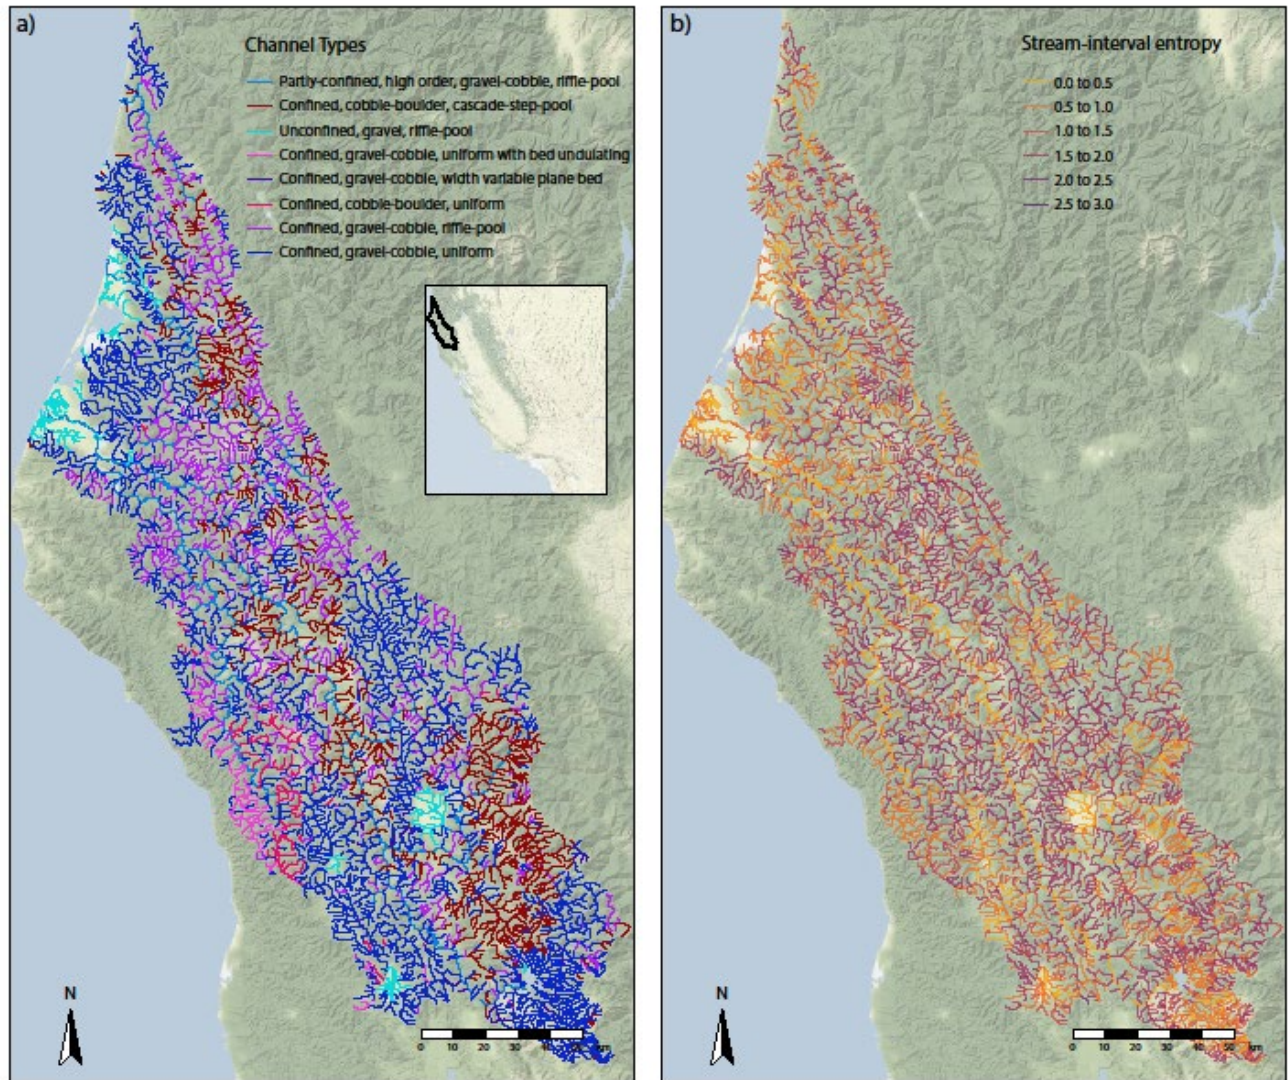 a)
Channel Types
Partly-confined, high order, gravel-cobble, riffle-pool
Confined, cobble-boulder, cascade-step-pool
Unconfined, gravel, riffle-pool
Confined, gravel-cobble, uniform with bed undulating
Confined, gravel-cobble, width variable plane bed
Confined, cobble-boulder, uniform
Confined, gravel-cobble, riffle-pool
Confined, gravel-cobble, uniform
N
0 10 20 30 40 50 km
b)
Stream-interval entropy
0.0 to 0.5
0.5 to 1.0
1.0 to 1.5
1.5 to 2.0
2.0 to 2.5
2.5 to 3.0
N
0 10 20 30 40 50 km